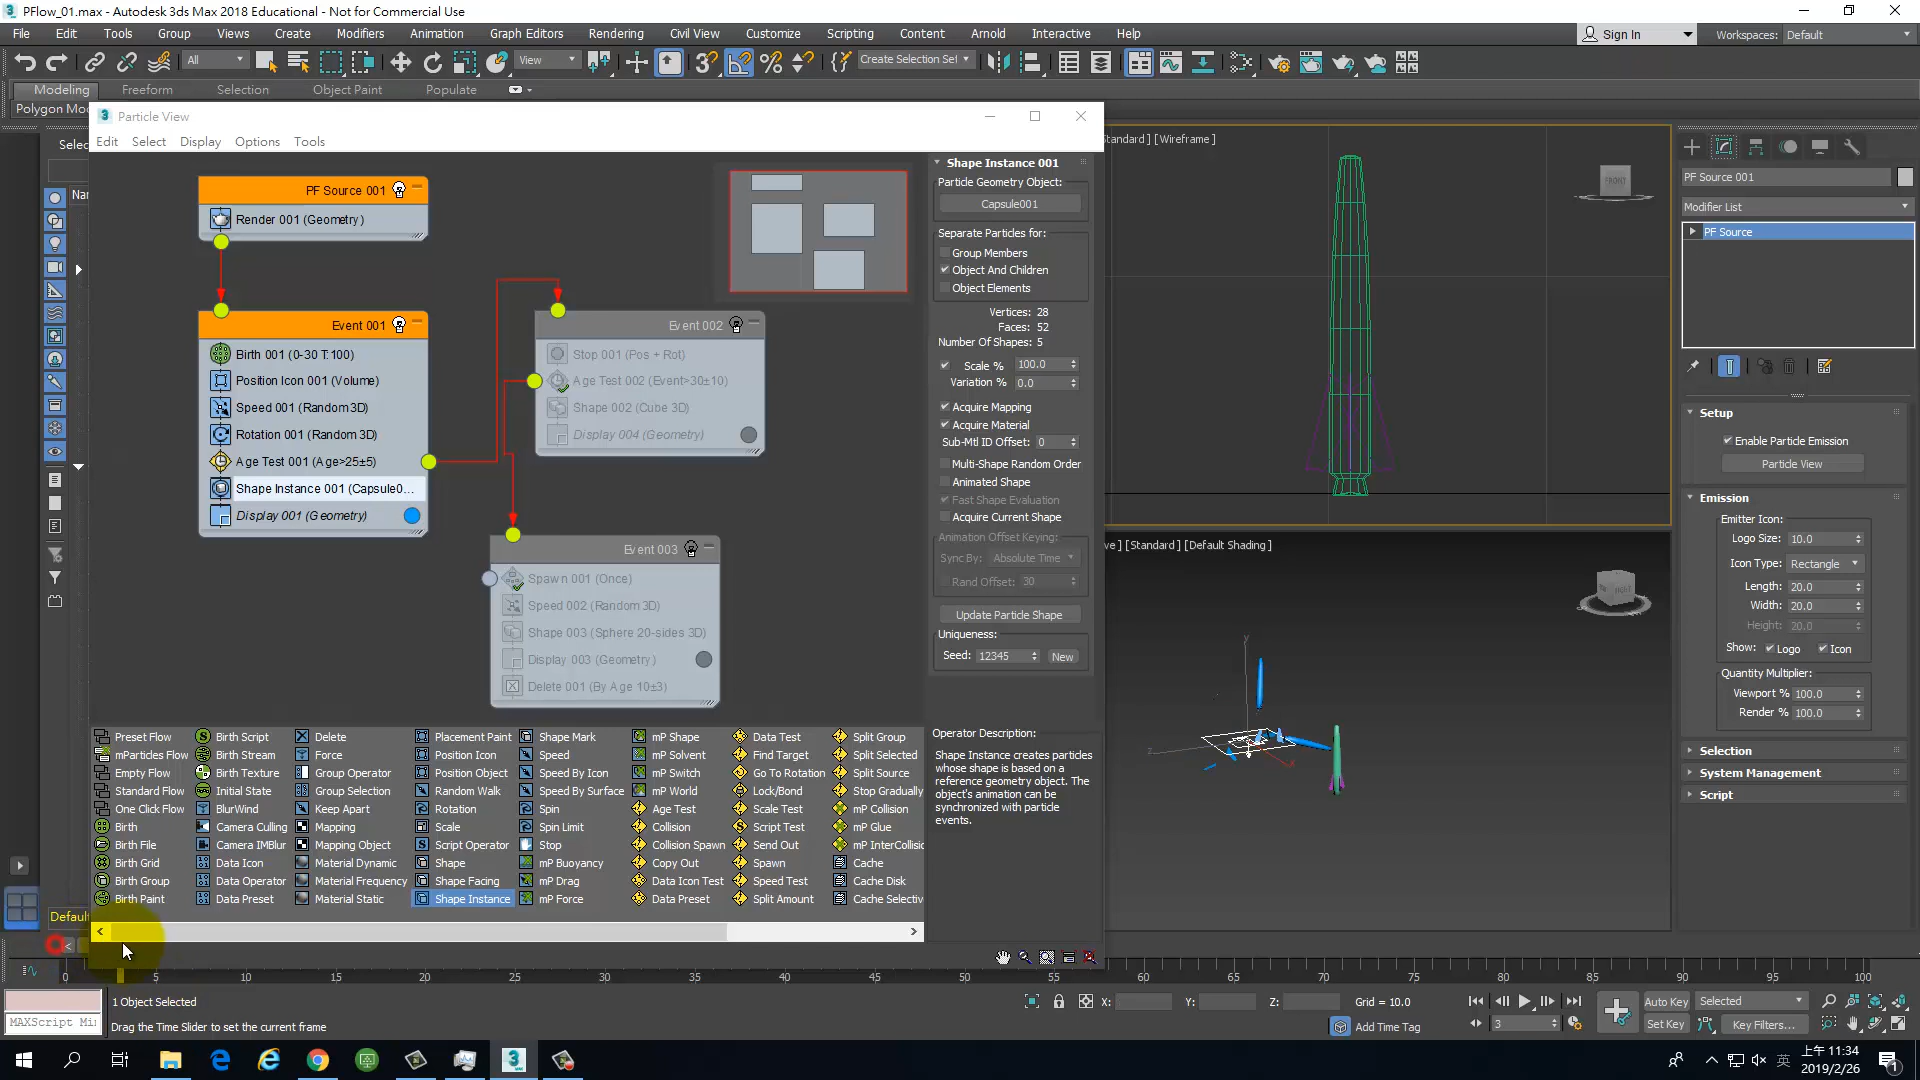 PFlow_01.max - Autodesk 3ds Max 2018 Educational - Not for Commercial Use
File Edit Tools Group Views Create Modifiers Animation Graph Editors Rendering Civil View Customize Scripting Content Arnold Interactive Help
Sign In Workspaces: Default
All View Create Selection Set
Modeling Freeform Selection Object Paint Populate
Polygon Mod
Particle View
Edit Select Display Options Tools
PF Source 001
Render 001 (Geometry)
Event 001
Birth 001 (0-30 T:100)
Position Icon 001 (Volume)
Speed 001 (Random 3D)
Rotation 001 (Random 3D)
Age Test 001 (Age>25±5)
Shape Instance 001 (Capsule0...
Display 001 (Geometry)
Event 002
Stop 001 (Pos + Rot)
Age Test 002 (Event>30±10)
Shape 002 (Cube 3D)
Display 004 (Geometry)
Event 003
Spawn 001 (Once)
Speed 002 (Random 3D)
Shape 003 (Sphere 20-sides 3D)
Display 003 (Geometry)
Delete 001 (By Age 10±3)
Shape Instance 001
Particle Geometry Object:
Capsule001
Separate Particles for:
Group Members
Object And Children
Object Elements
Vertices: 28
Faces: 52
Number Of Shapes: 5
Scale % 100.0
Variation % 0.0
Acquire Mapping
Acquire Material
Sub-Mtl ID Offset: 0
Multi-Shape Random Order
Animated Shape
Fast Shape Evaluation
Acquire Current Shape
Animation Offset Keying:
Sync By: Absolute Time
Rand Offset: 30
Update Particle Shape
Uniqueness:
Seed: 12345 New
Preset Flow Birth Script Delete Placement Paint Shape Mark mP Shape Data Test Split Group
mParticles Flow Birth Stream Force Position Icon Speed mP Solvent Find Target Split Selected
Empty Flow Birth Texture Group Operator Position Object Speed By Icon mP Switch Go To Rotation Split Source
Standard Flow Initial State Group Selection Random Walk Speed By Surface mP World Lock/Bond Stop Gradually
One Click Flow BlurWind Keep Apart Rotation Spin Age Test Scale Test mP Collision
Birth Camera Culling Mapping Scale Spin Limit Collision Script Test mP Glue
Birth File Camera IMBlur Mapping Object Script Operator Stop Collision Spawn Send Out mP InterCollisio
Birth Grid Data Icon Material Dynamic Shape mP Buoyancy Copy Out Spawn Cache
Birth Group Data Operator Material Frequency Shape Facing mP Drag Data Icon Test Speed Test Cache Disk
Birth Paint Data Preset Material Static Shape Instance mP Force Data Preset Split Amount Cache Selectiv
Operator Description:
Shape Instance creates particles
whose shape is based on a
reference geometry object. The
object's animation can be
synchronized with particle
events.
tandard ] [Wireframe ]
FRONT
ve ] [Standard ] [Default Shading ]
PF Source 001
Modifier List
PF Source
Setup
Enable Particle Emission
Particle View
Emission
Emitter Icon:
Logo Size: 10.0
Icon Type: Rectangle
Length: 20.0
Width: 20.0
Height: 20.0
Show: Logo Icon
Quantity Multiplier:
Viewport % 100.0
Render % 100.0
Selection
System Management
Script
Selec
Na
Default
0 5 10 15 20 25 30 35 40 45 50 55 60 65 70 75 80 85 90 95 100
1 Object Selected X: Y: Z: Grid = 10.0 Auto Key Selected
MAXScript Mi
Drag the Time Slider to set the current frame Add Time Tag 3 Set Key Key Filters...
英 上午 11:34
2019/2/26
1